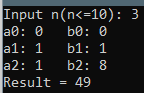 Input n(n<=10): 3
a0: 0   b0: 0
a1: 1   b1: 1
a2: 1   b2: 8
Result = 49